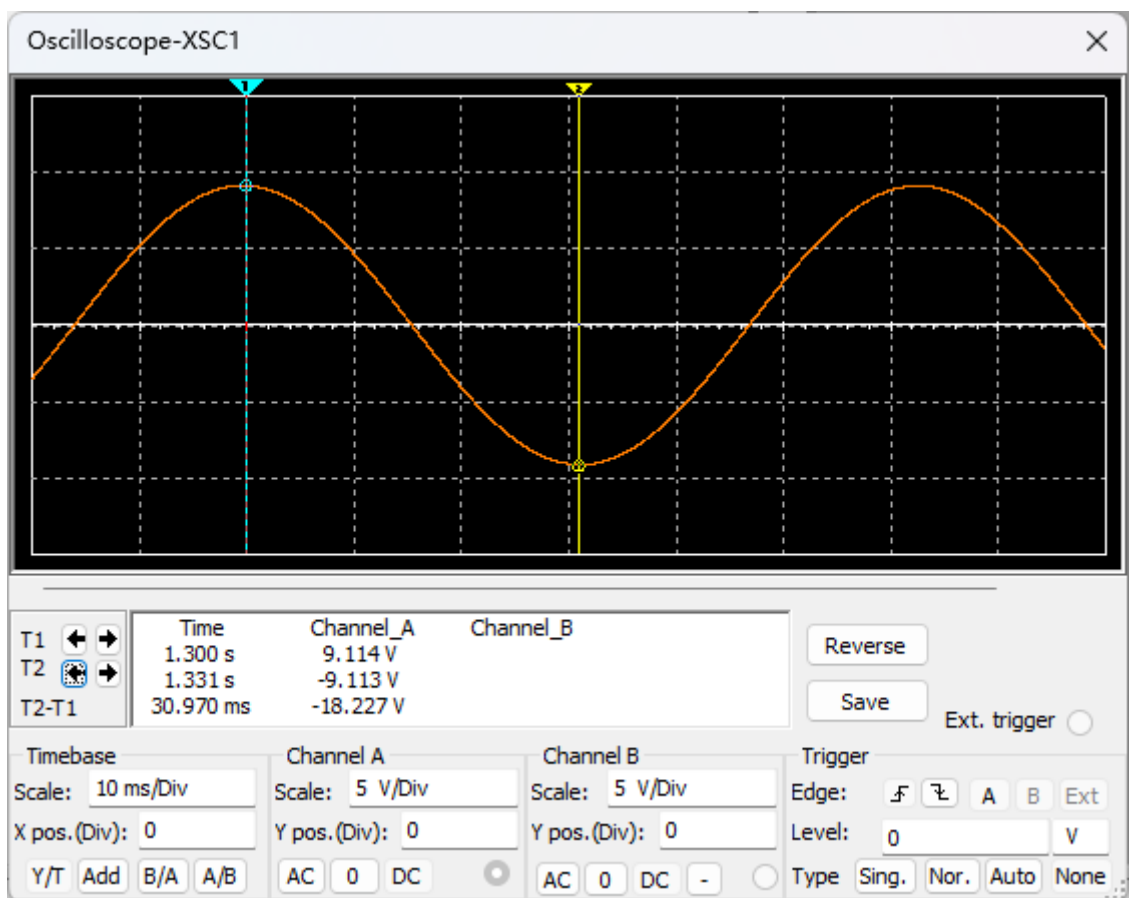 Oscilloscope-XSC1
1 2
Time Channel_A Channel_B
T1 1.300 s 9.114 V
T2 1.331 s -9.113 V
T2-T1 30.970 ms -18.227 V
Reverse
Save
Ext. trigger
Timebase Channel A Channel B Trigger
Scale: 10 ms/Div Scale: 5 V/Div Scale: 5 V/Div Edge: A B Ext
X pos.(Div): 0 Y pos.(Div): 0 Y pos.(Div): 0 Level: 0 V
Y/T Add B/A A/B AC 0 DC AC 0 DC - Type Sing. Nor. Auto None